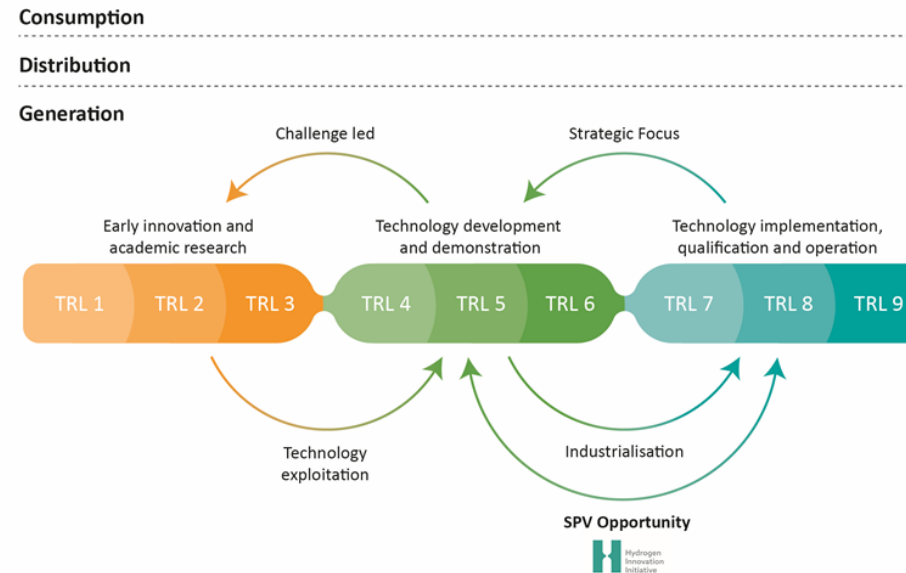 Consumption
Distribution
Generation
Challenge led
Strategic Focus
Early innovation and
academic research
Technology development
and demonstration
Technology implementation,
qualification and operation
TRL 1
TRL 2
TRL 3
TRL 4
TRL 5
TRL 6
TRL 7
TRL 8
TRL 9
Technology
exploitation
Industrialisation
SPV Opportunity
Hydrogen
Innovation
Initiative